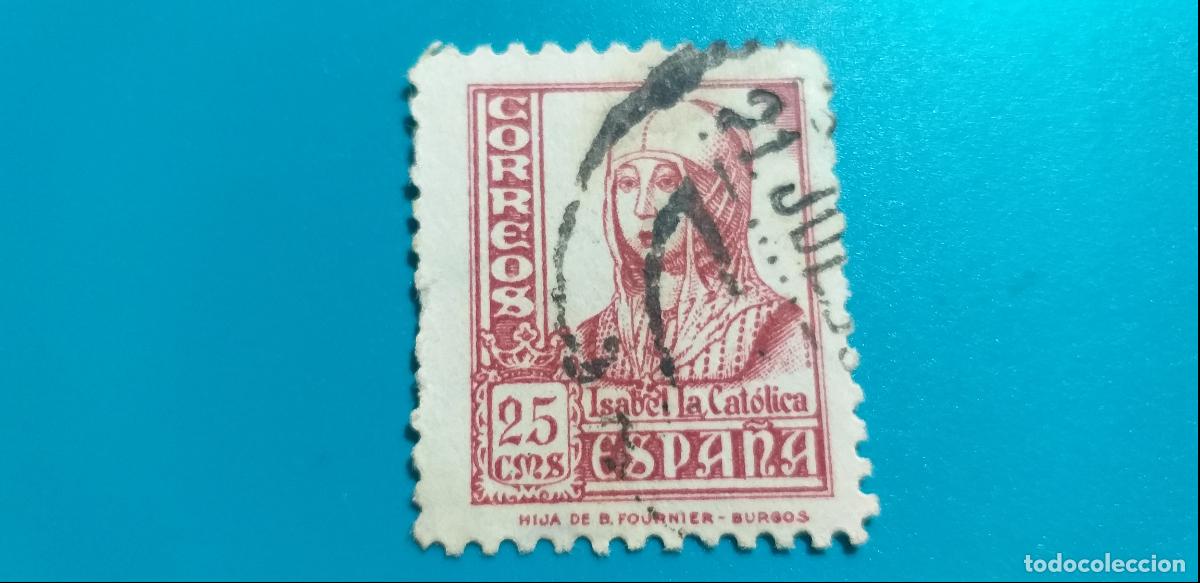 CORREOS
21 JUL
25
CMS
Isabel la Católica
ESPAÑA
HIJA DE B. FOURNIER - BURGOS
todocoleccion